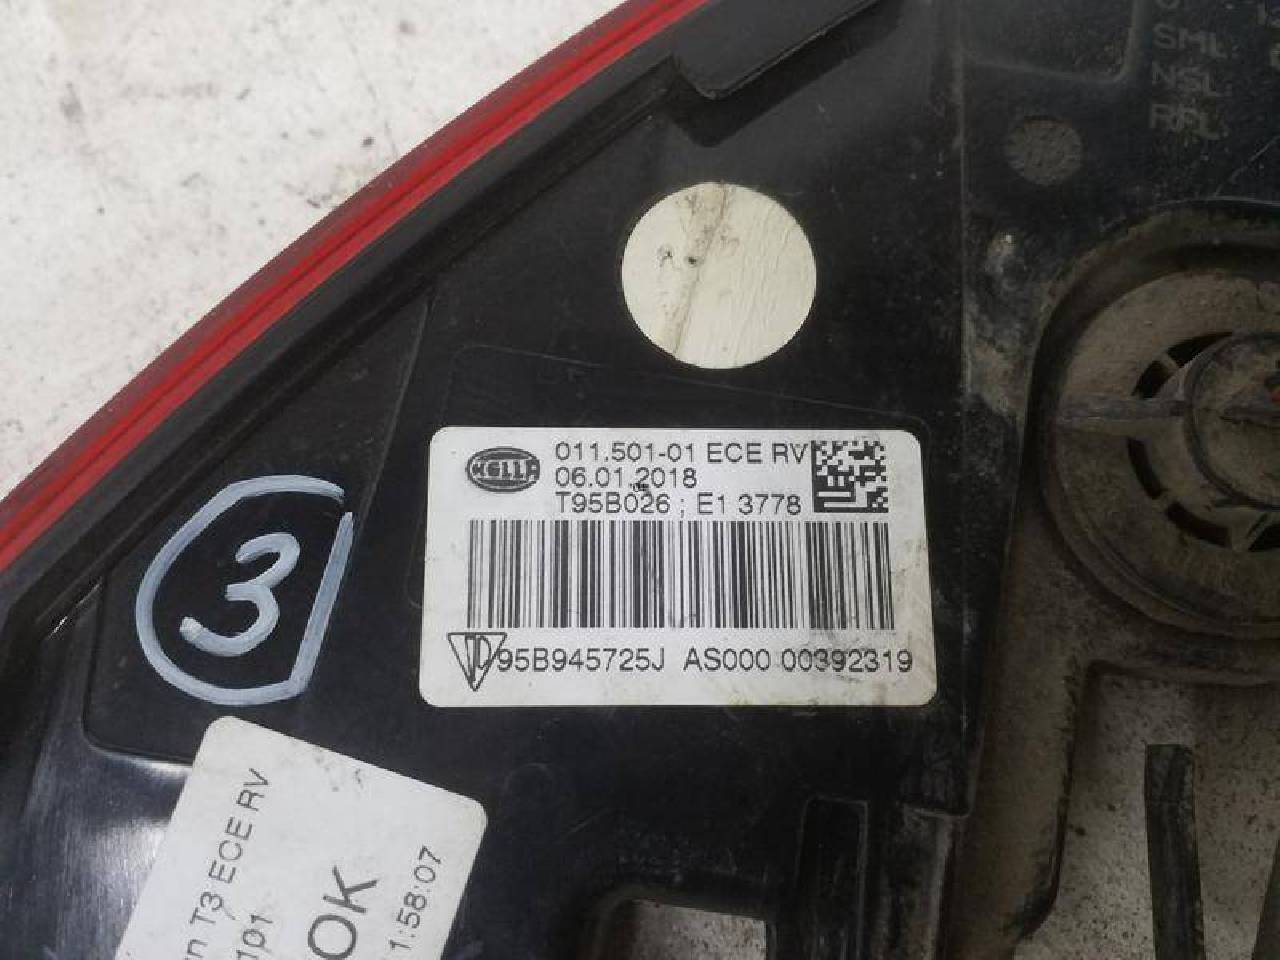 SML
NSL
RFL
HELLA
011.501-01 ECE RV
06.01.2018
T95B026 ; E1 3778
95B945725J AS000 00392319
3
T3 ECE RV
OK
1:58:07